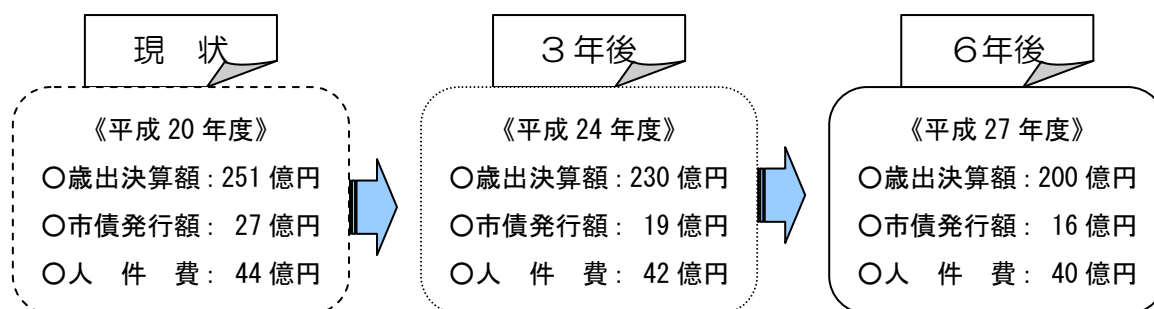 現　状
《平成 20 年度》
○歳出決算額：251 億円
○市債発行額： 27 億円
○人　件　費： 44 億円
３年後
《平成 24 年度》
○歳出決算額：230 億円
○市債発行額： 19 億円
○人　件　費： 42 億円
６年後
《平成 27 年度》
○歳出決算額：200 億円
○市債発行額： 16 億円
○人　件　費： 40 億円